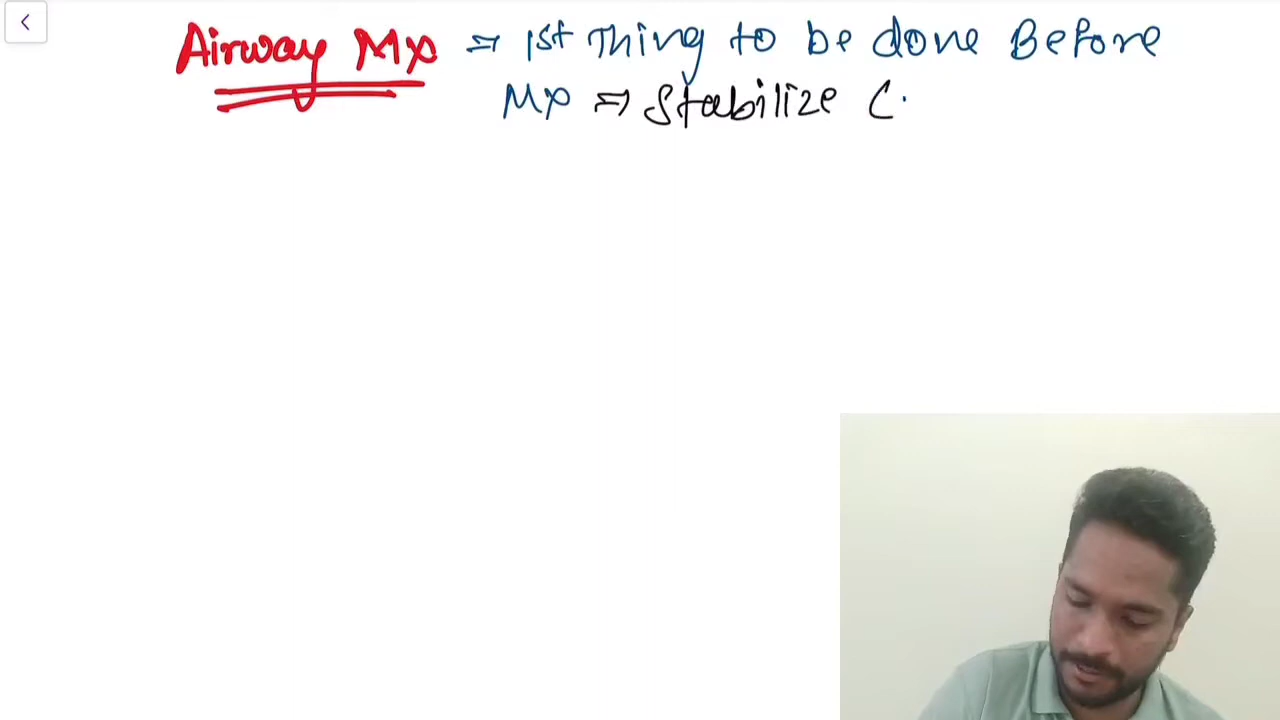 Airway Mx ⇒ 1st Thing to be done Before
Mx ⇒ Stabilize C.